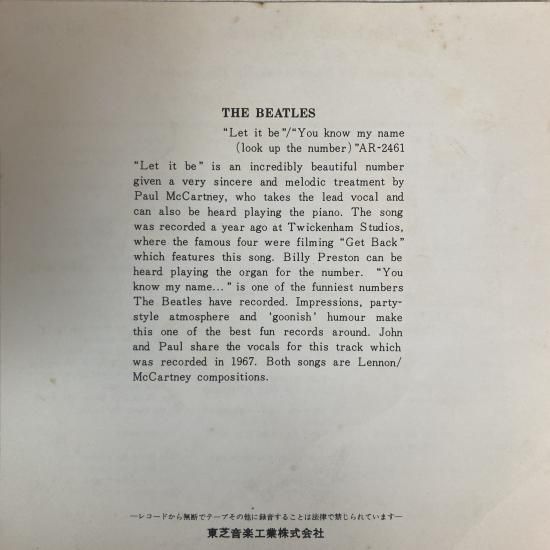 THE BEATLES
"Let it be"/"You know my name
(look up the number)"AR-2461
"Let it be" is an incredibly beautiful number
given a very sincere and melodic treatment by
Paul McCartney, who takes the lead vocal and
can also be heard playing the piano. The song
was recorded a year ago at Twickenham Studios,
where the famous four were filming "Get Back"
which features this song. Billy Preston can be
heard playing the organ for the number. "You
know my name..." is one of the funniest numbers
The Beatles have recorded. Impressions, party-
style atmosphere and 'goonish' humour make
this one of the best fun records around. John
and Paul share the vocals for this track which
was recorded in 1967. Both songs are Lennon/
McCartney compositions.
―レコードから無断でテープその他に録音することは法律で禁じられています―
東芝音楽工業株式会社